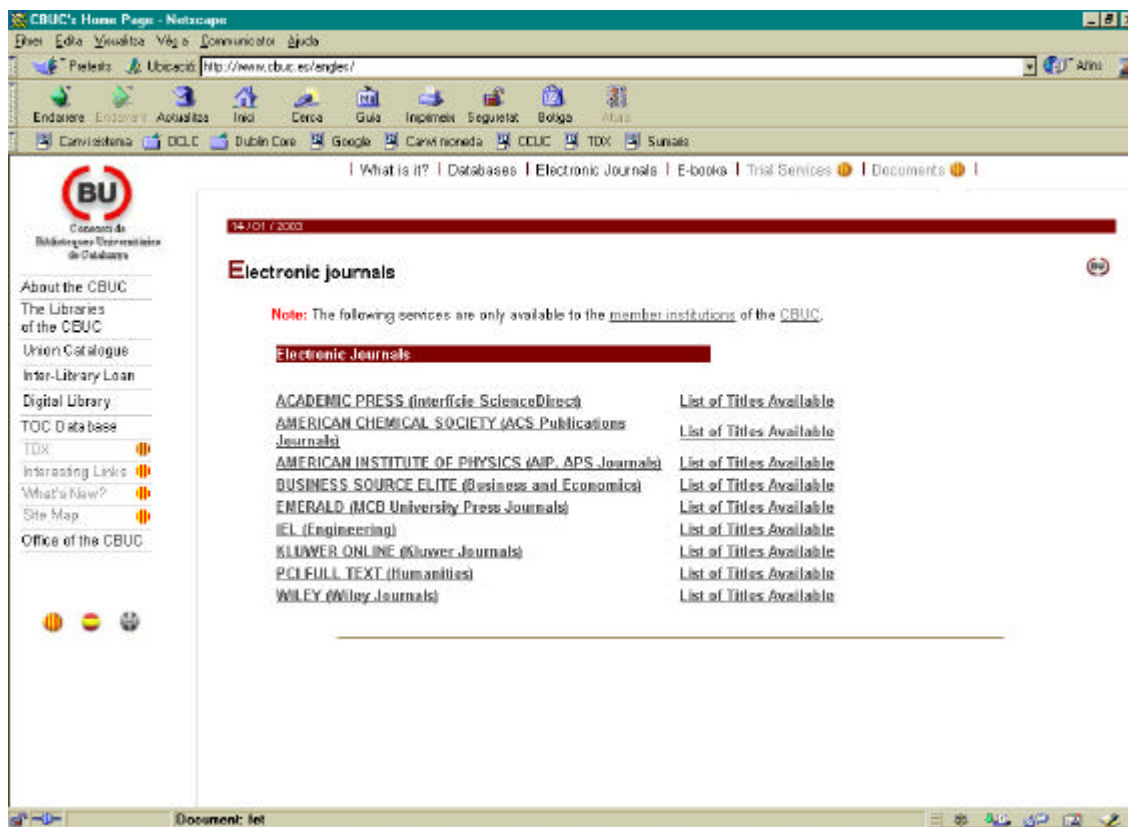 CBUC's Home Page - Netscape
Fitxer Edita Visualitza Vés a Communicator Ajuda
Preferits Ubicació http://www.cbuc.es/angles/ Afins
Endarrere Endavant Actualitza Inici Cerca Guia Imprimeix Seguretat Botiga Atura
Canvi sistema OCLC Dublin Core Google Canvi moneda CCUC TDX Sumaris
| What is it? | Databases | Electronic Journals | E-books | Trial Services | Documents |
BU
Consorci de
Biblioteques Universitàries
de Catalunya
14 / 01 / 2003
Electronic journals
BU
About the CBUC
The Libraries
of the CBUC
Union Catalogue
Inter-Library Loan
Digital Library
TOC Database
TDX
Interesting Links
What's New?
Site Map
Office of the CBUC
Note: The following services are only available to the member institutions of the CBUC.
Electronic Journals
ACADEMIC PRESS (interfície ScienceDirect) List of Titles Available
AMERICAN CHEMICAL SOCIETY (ACS Publications
Journals) List of Titles Available
AMERICAN INSTITUTE OF PHYSICS (AIP, APS Journals) List of Titles Available
BUSINESS SOURCE ELITE (Business and Economics) List of Titles Available
EMERALD (MCB University Press Journals) List of Titles Available
IEL (Engineering) List of Titles Available
KLUWER ONLINE (Kluwer Journals) List of Titles Available
PCI FULL TEXT (Humanities) List of Titles Available
WILEY (Wiley Journals) List of Titles Available
Document: fet